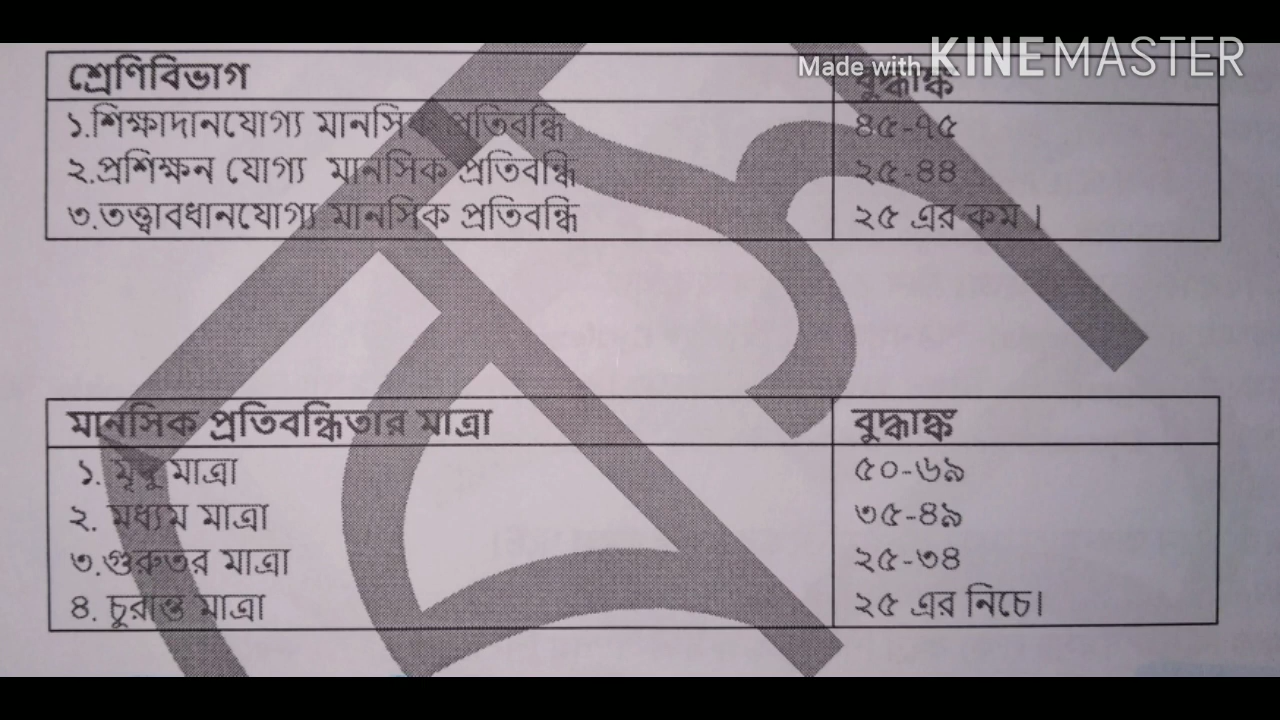 Made with KINEMASTER
শ্রেণিবিভাগ বুদ্ধাঙ্ক
১.শিক্ষাদানযোগ্য মানসিক প্রতিবন্ধি ৪৫-৭৫
২.প্রশিক্ষন যোগ্য মানসিক প্রতিবন্ধি ২৫-৪৪
৩.তত্ত্বাবধানযোগ্য মানসিক প্রতিবন্ধি ২৫ এর কম ।
মানসিক প্রতিবন্ধিতার মাত্রা বুদ্ধাঙ্ক
১. মৃদু মাত্রা ৫০-৬৯
২. মধ্যম মাত্রা ৩৫-৪৯
৩.গুরুতর মাত্রা ২৫-৩৪
৪. চুরান্ত মাত্রা ২৫ এর নিচে।